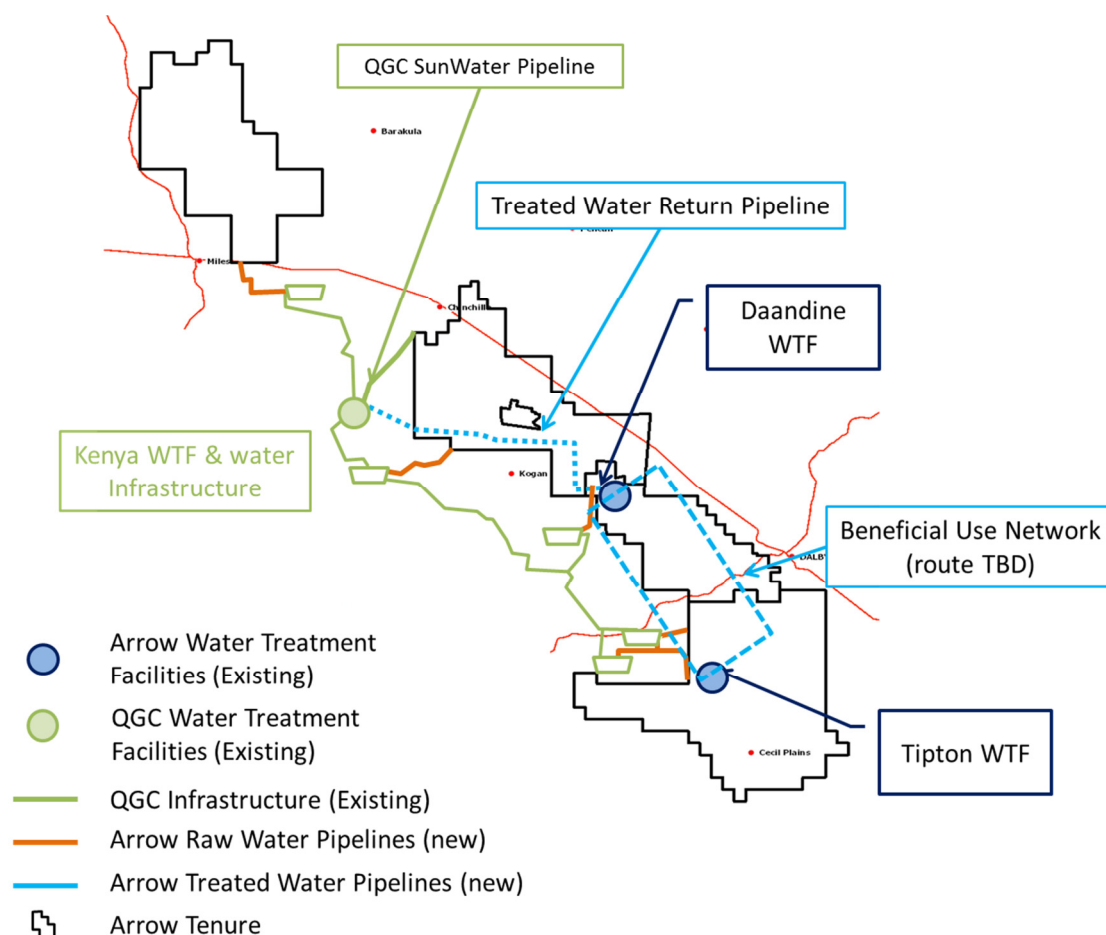 QGC SunWater Pipeline
Barakula
Treated Water Return Pipeline
Miles
Daandine
WTF
Kenya WTF & water
Infrastructure
Kogan
Beneficial Use Network
(route TBD)
Cecil Plains
Tipton WTF
Arrow Water Treatment
Facilities (Existing)
QGC Water Treatment
Facilities (Existing)
QGC Infrastructure (Existing)
Arrow Raw Water Pipelines (new)
Arrow Treated Water Pipelines (new)
Arrow Tenure